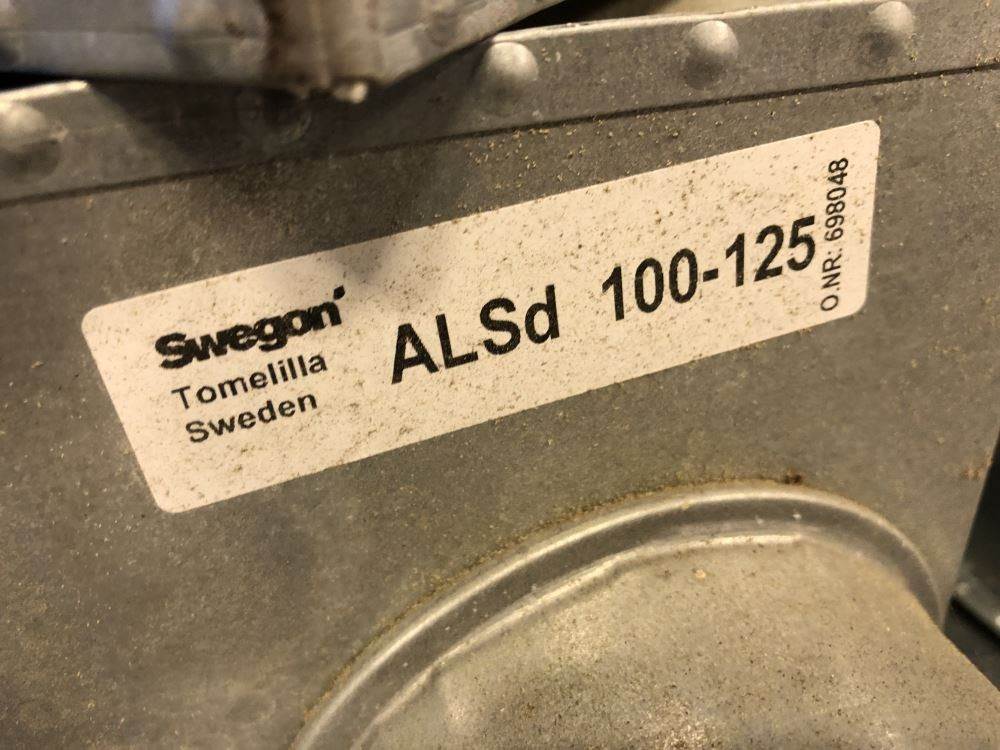 Swegon
Tomelilla
Sweden
ALSd 100-125
O.NR: 698048